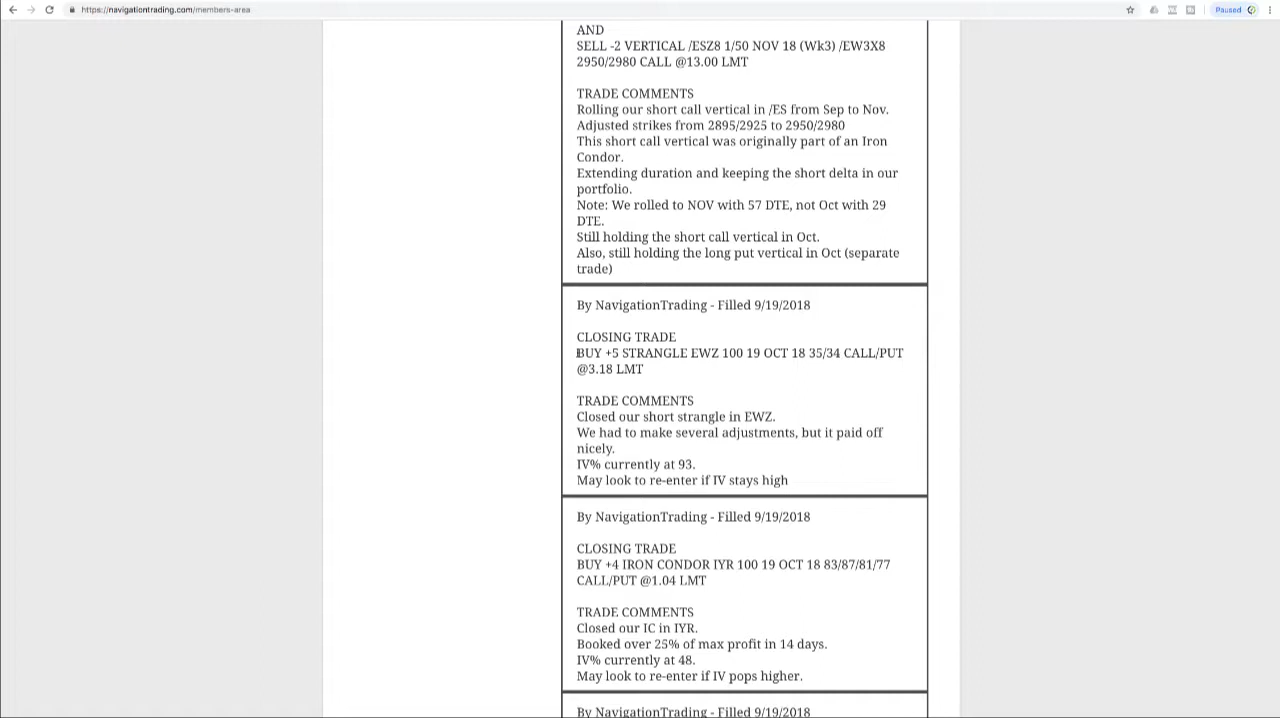 https://navigationtrading.com/members-area
Paused
AND
SELL -2 VERTICAL /ESZ8 1/50 NOV 18 (Wk3) /EW3X8
2950/2980 CALL @13.00 LMT
TRADE COMMENTS
Rolling our short call vertical in /ES from Sep to Nov.
Adjusted strikes from 2895/2925 to 2950/2980
This short call vertical was originally part of an Iron
Condor.
Extending duration and keeping the short delta in our
portfolio.
Note: We rolled to NOV with 57 DTE, not Oct with 29
DTE.
Still holding the short call vertical in Oct.
Also, still holding the long put vertical in Oct (separate
trade)
By NavigationTrading - Filled 9/19/2018
CLOSING TRADE
BUY +5 STRANGLE EWZ 100 19 OCT 18 35/34 CALL/PUT
@3.18 LMT
TRADE COMMENTS
Closed our short strangle in EWZ.
We had to make several adjustments, but it paid off
nicely.
IV% currently at 93.
May look to re-enter if IV stays high
By NavigationTrading - Filled 9/19/2018
CLOSING TRADE
BUY +4 IRON CONDOR IYR 100 19 OCT 18 83/87/81/77
CALL/PUT @1.04 LMT
TRADE COMMENTS
Closed our IC in IYR.
Booked over 25% of max profit in 14 days.
IV% currently at 48.
May look to re-enter if IV pops higher.
By NavigationTrading - Filled 9/19/2018